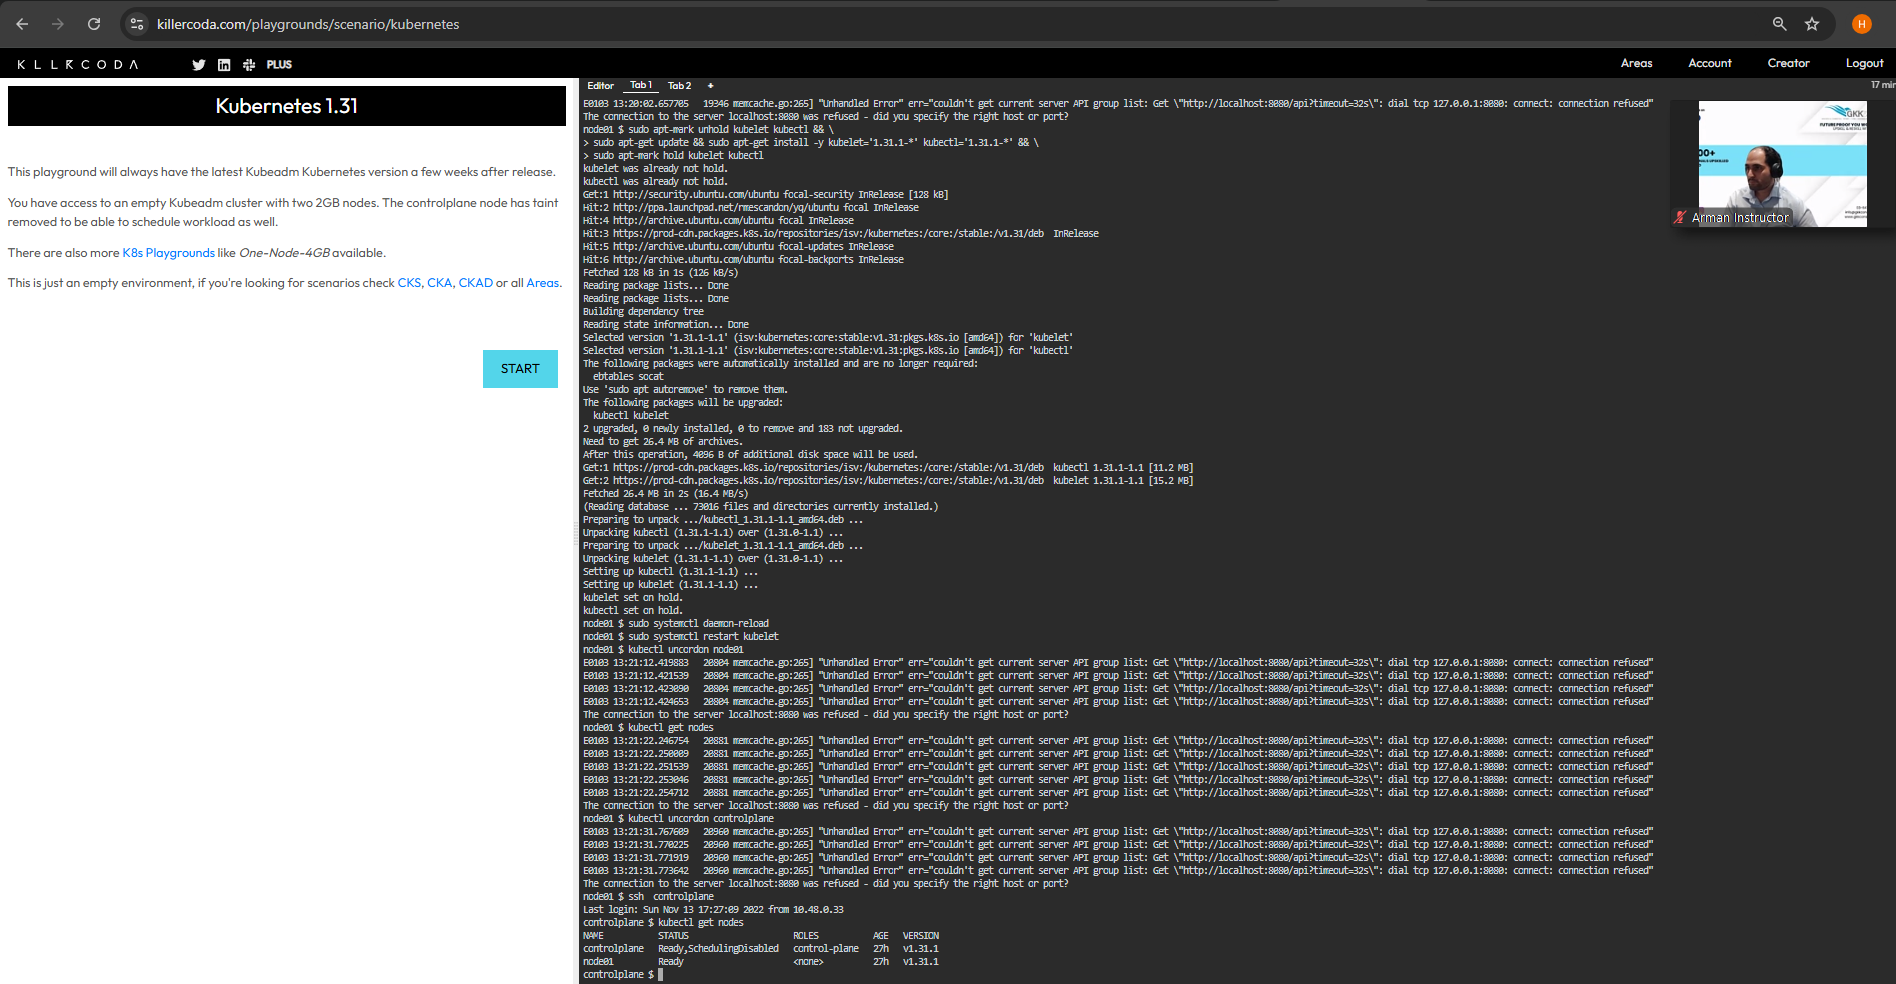 killercoda.com/playgrounds/scenario/kubernetes
H
KLLRCODA
PLUS
Areas
Account
Creator
Logout
Kubernetes 1.31
This playground will always have the latest Kubeadm Kubernetes version a few weeks after release.
You have access to an empty Kubeadm cluster with two 2GB nodes. The controlplane node has taint
removed to be able to schedule workload as well.
There are also more K8s Playgrounds like One-Node-4GB available.
This is just an empty environment, if you're looking for scenarios check CKS, CKA, CKAD or all Areas.
START
Editor Tab 1 Tab 2 +
17 min
E0103 13:20:02.657705   19346 memcache.go:265] "Unhandled Error" err="couldn't get current server API group list: Get \"http://localhost:8080/api?timeout=32s\": dial tcp 127.0.0.1:8080: connect: connection refused"
The connection to the server localhost:8080 was refused - did you specify the right host or port?
node01 $ sudo apt-mark unhold kubelet kubectl && \
> sudo apt-get update && sudo apt-get install -y kubelet='1.31.1-*' kubectl='1.31.1-*' && \
> sudo apt-mark hold kubelet kubectl
kubelet was already not hold.
kubectl was already not hold.
Get:1 http://security.ubuntu.com/ubuntu focal-security InRelease [128 kB]
Hit:2 http://ppa.launchpad.net/rmescandon/yq/ubuntu focal InRelease
Hit:4 http://archive.ubuntu.com/ubuntu focal InRelease
Hit:3 https://prod-cdn.packages.k8s.io/repositories/isv:/kubernetes:/core:/stable:/v1.31/deb  InRelease
Hit:5 http://archive.ubuntu.com/ubuntu focal-updates InRelease
Hit:6 http://archive.ubuntu.com/ubuntu focal-backports InRelease
Fetched 128 kB in 1s (126 kB/s)
Reading package lists... Done
Reading package lists... Done
Building dependency tree
Reading state information... Done
Selected version '1.31.1-1.1' (isv:kubernetes:core:stable:v1.31:pkgs.k8s.io [amd64]) for 'kubelet'
Selected version '1.31.1-1.1' (isv:kubernetes:core:stable:v1.31:pkgs.k8s.io [amd64]) for 'kubectl'
The following packages were automatically installed and are no longer required:
  ebtables socat
Use 'sudo apt autoremove' to remove them.
The following packages will be upgraded:
  kubectl kubelet
2 upgraded, 0 newly installed, 0 to remove and 183 not upgraded.
Need to get 26.4 MB of archives.
After this operation, 4096 B of additional disk space will be used.
Get:1 https://prod-cdn.packages.k8s.io/repositories/isv:/kubernetes:/core:/stable:/v1.31/deb  kubectl 1.31.1-1.1 [11.2 MB]
Get:2 https://prod-cdn.packages.k8s.io/repositories/isv:/kubernetes:/core:/stable:/v1.31/deb  kubelet 1.31.1-1.1 [15.2 MB]
Fetched 26.4 MB in 2s (16.4 MB/s)
(Reading database ... 73016 files and directories currently installed.)
Preparing to unpack .../kubectl_1.31.1-1.1_amd64.deb ...
Unpacking kubectl (1.31.1-1.1) over (1.31.0-1.1) ...
Preparing to unpack .../kubelet_1.31.1-1.1_amd64.deb ...
Unpacking kubelet (1.31.1-1.1) over (1.31.0-1.1) ...
Setting up kubectl (1.31.1-1.1) ...
Setting up kubelet (1.31.1-1.1) ...
kubelet set on hold.
kubectl set on hold.
node01 $ sudo systemctl daemon-reload
node01 $ sudo systemctl restart kubelet
node01 $ kubectl uncordon node01
E0103 13:21:12.419883   20804 memcache.go:265] "Unhandled Error" err="couldn't get current server API group list: Get \"http://localhost:8080/api?timeout=32s\": dial tcp 127.0.0.1:8080: connect: connection refused"
E0103 13:21:12.421539   20804 memcache.go:265] "Unhandled Error" err="couldn't get current server API group list: Get \"http://localhost:8080/api?timeout=32s\": dial tcp 127.0.0.1:8080: connect: connection refused"
E0103 13:21:12.423090   20804 memcache.go:265] "Unhandled Error" err="couldn't get current server API group list: Get \"http://localhost:8080/api?timeout=32s\": dial tcp 127.0.0.1:8080: connect: connection refused"
E0103 13:21:12.424653   20804 memcache.go:265] "Unhandled Error" err="couldn't get current server API group list: Get \"http://localhost:8080/api?timeout=32s\": dial tcp 127.0.0.1:8080: connect: connection refused"
The connection to the server localhost:8080 was refused - did you specify the right host or port?
node01 $ kubectl get nodes
E0103 13:21:22.246754   20881 memcache.go:265] "Unhandled Error" err="couldn't get current server API group list: Get \"http://localhost:8080/api?timeout=32s\": dial tcp 127.0.0.1:8080: connect: connection refused"
E0103 13:21:22.250009   20881 memcache.go:265] "Unhandled Error" err="couldn't get current server API group list: Get \"http://localhost:8080/api?timeout=32s\": dial tcp 127.0.0.1:8080: connect: connection refused"
E0103 13:21:22.251539   20881 memcache.go:265] "Unhandled Error" err="couldn't get current server API group list: Get \"http://localhost:8080/api?timeout=32s\": dial tcp 127.0.0.1:8080: connect: connection refused"
E0103 13:21:22.253046   20881 memcache.go:265] "Unhandled Error" err="couldn't get current server API group list: Get \"http://localhost:8080/api?timeout=32s\": dial tcp 127.0.0.1:8080: connect: connection refused"
E0103 13:21:22.254712   20881 memcache.go:265] "Unhandled Error" err="couldn't get current server API group list: Get \"http://localhost:8080/api?timeout=32s\": dial tcp 127.0.0.1:8080: connect: connection refused"
The connection to the server localhost:8080 was refused - did you specify the right host or port?
node01 $ kubectl uncordon controlplane
E0103 13:21:31.767609   20960 memcache.go:265] "Unhandled Error" err="couldn't get current server API group list: Get \"http://localhost:8080/api?timeout=32s\": dial tcp 127.0.0.1:8080: connect: connection refused"
E0103 13:21:31.770225   20960 memcache.go:265] "Unhandled Error" err="couldn't get current server API group list: Get \"http://localhost:8080/api?timeout=32s\": dial tcp 127.0.0.1:8080: connect: connection refused"
E0103 13:21:31.771919   20960 memcache.go:265] "Unhandled Error" err="couldn't get current server API group list: Get \"http://localhost:8080/api?timeout=32s\": dial tcp 127.0.0.1:8080: connect: connection refused"
E0103 13:21:31.773642   20960 memcache.go:265] "Unhandled Error" err="couldn't get current server API group list: Get \"http://localhost:8080/api?timeout=32s\": dial tcp 127.0.0.1:8080: connect: connection refused"
The connection to the server localhost:8080 was refused - did you specify the right host or port?
node01 $ ssh  controlplane
Last login: Sun Nov 13 17:27:09 2022 from 10.48.0.33
controlplane $ kubectl get nodes
NAME           STATUS                     ROLES           AGE   VERSION
controlplane   Ready,SchedulingDisabled   control-plane   27h   v1.31.1
node01         Ready                      <none>          27h   v1.31.1
controlplane $
GKK
Arman Instructor